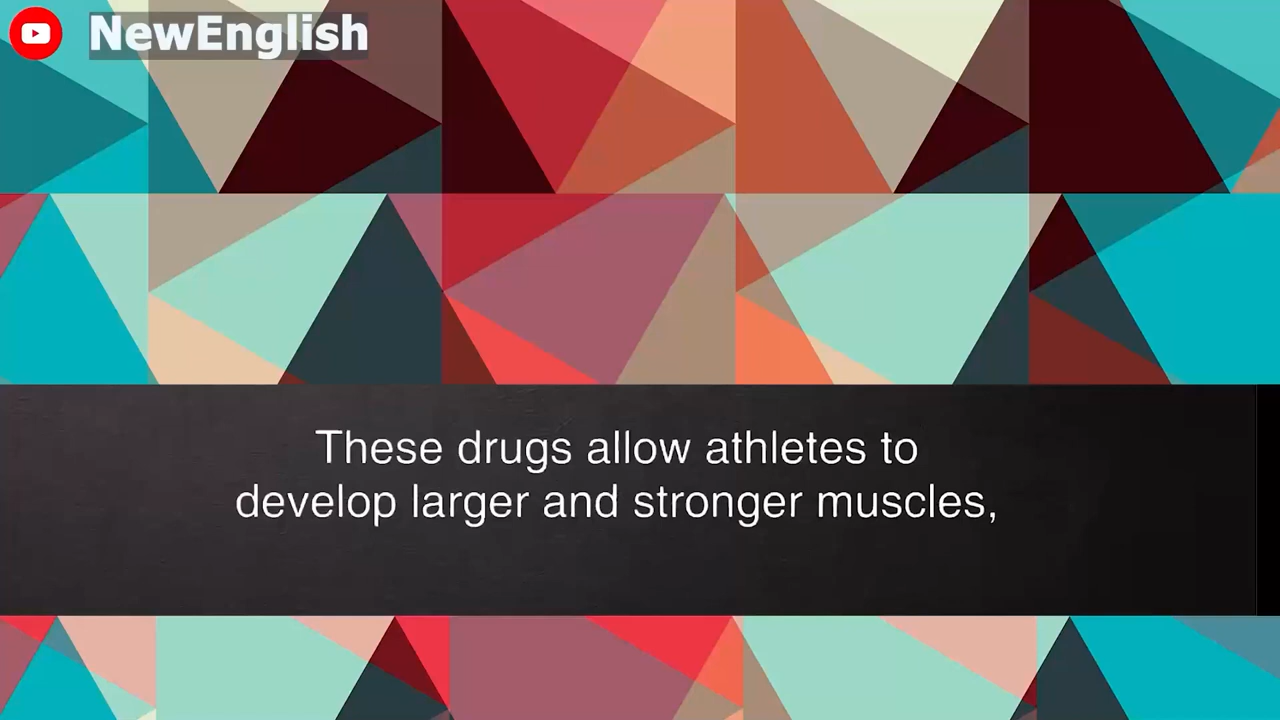 NewEnglish
These drugs allow athletes to
develop larger and stronger muscles,